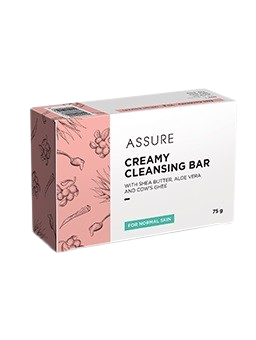 ASSURE
CREAMY
CLEANSING BAR
WITH SHEA BUTTER, ALOE VERA
AND COW'S GHEE
FOR NORMAL SKIN
75 g